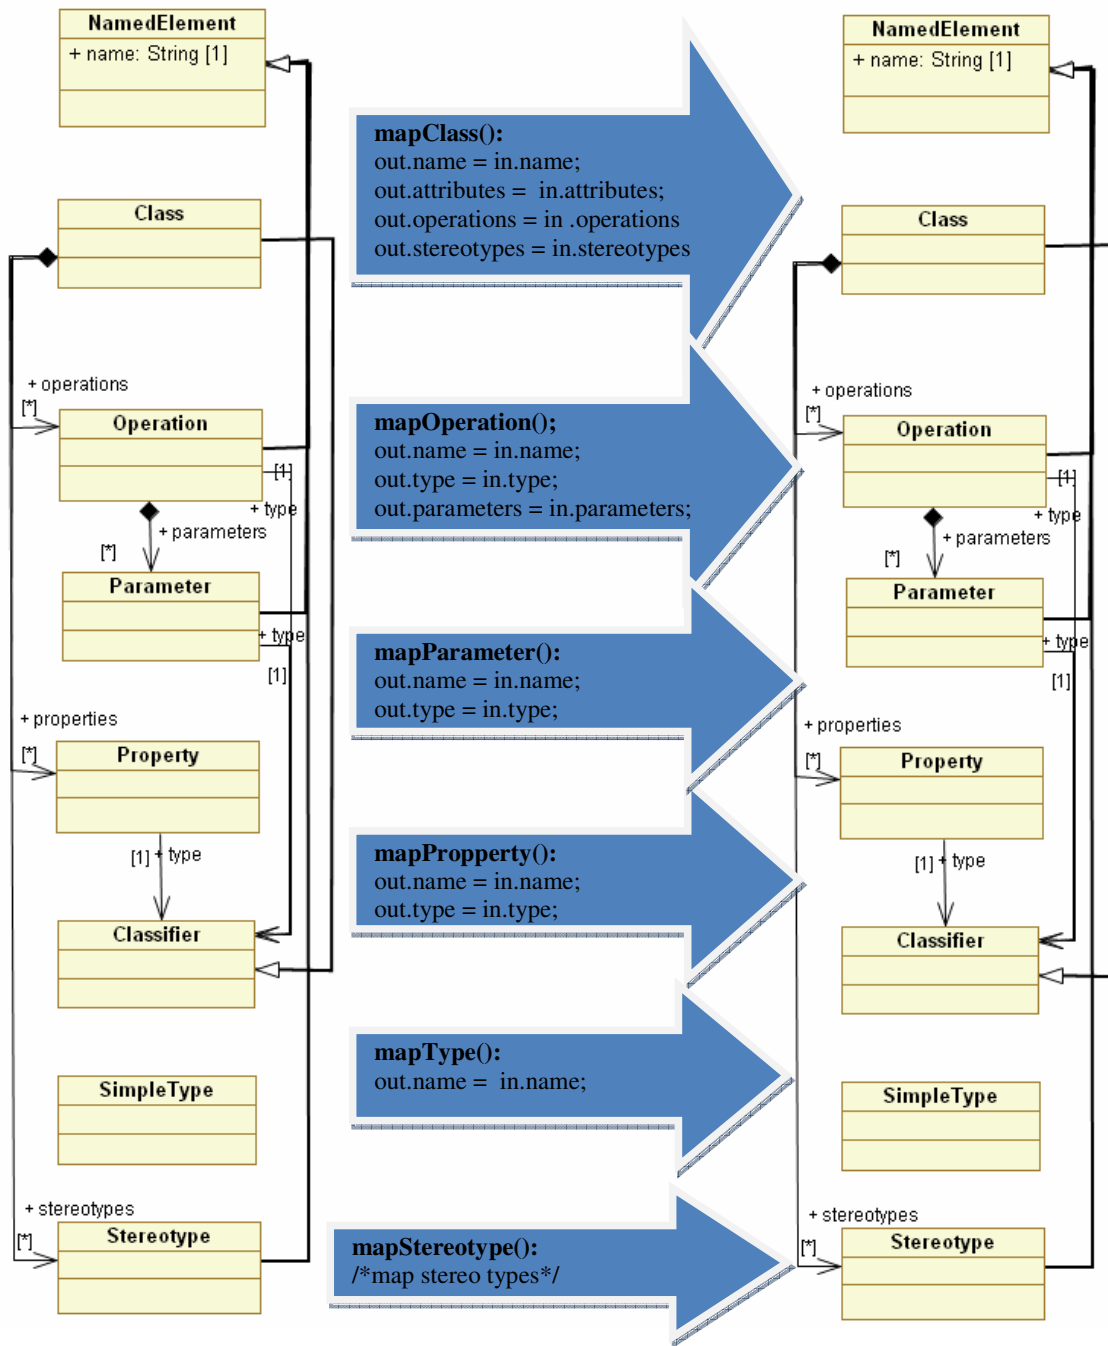 NamedElement
+ name: String [1]
Class
+ operations
[*]
Operation
[1]
+ type
+ parameters
[*]
Parameter
+ type
[1]
+ properties
[*]
Property
[1] + type
Classifier
SimpleType
+ stereotypes
[*]
Stereotype
mapClass():
out.name = in.name;
out.attributes =  in.attributes;
out.operations = in .operations
out.stereotypes = in.stereotypes
mapOperation();
out.name = in.name;
out.type = in.type;
out.parameters = in.parameters;
mapParameter():
out.name = in.name;
out.type = in.type;
mapPropperty():
out.name = in.name;
out.type = in.type;
mapType():
out.name =  in.name;
mapStereotype():
/*map stereo types*/
NamedElement
+ name: String [1]
Class
+ operations
[*]
Operation
[1]
+ type
+ parameters
[*]
Parameter
+ type
[1]
+ properties
[*]
Property
[1] + type
Classifier
SimpleType
+ stereotypes
[*]
Stereotype